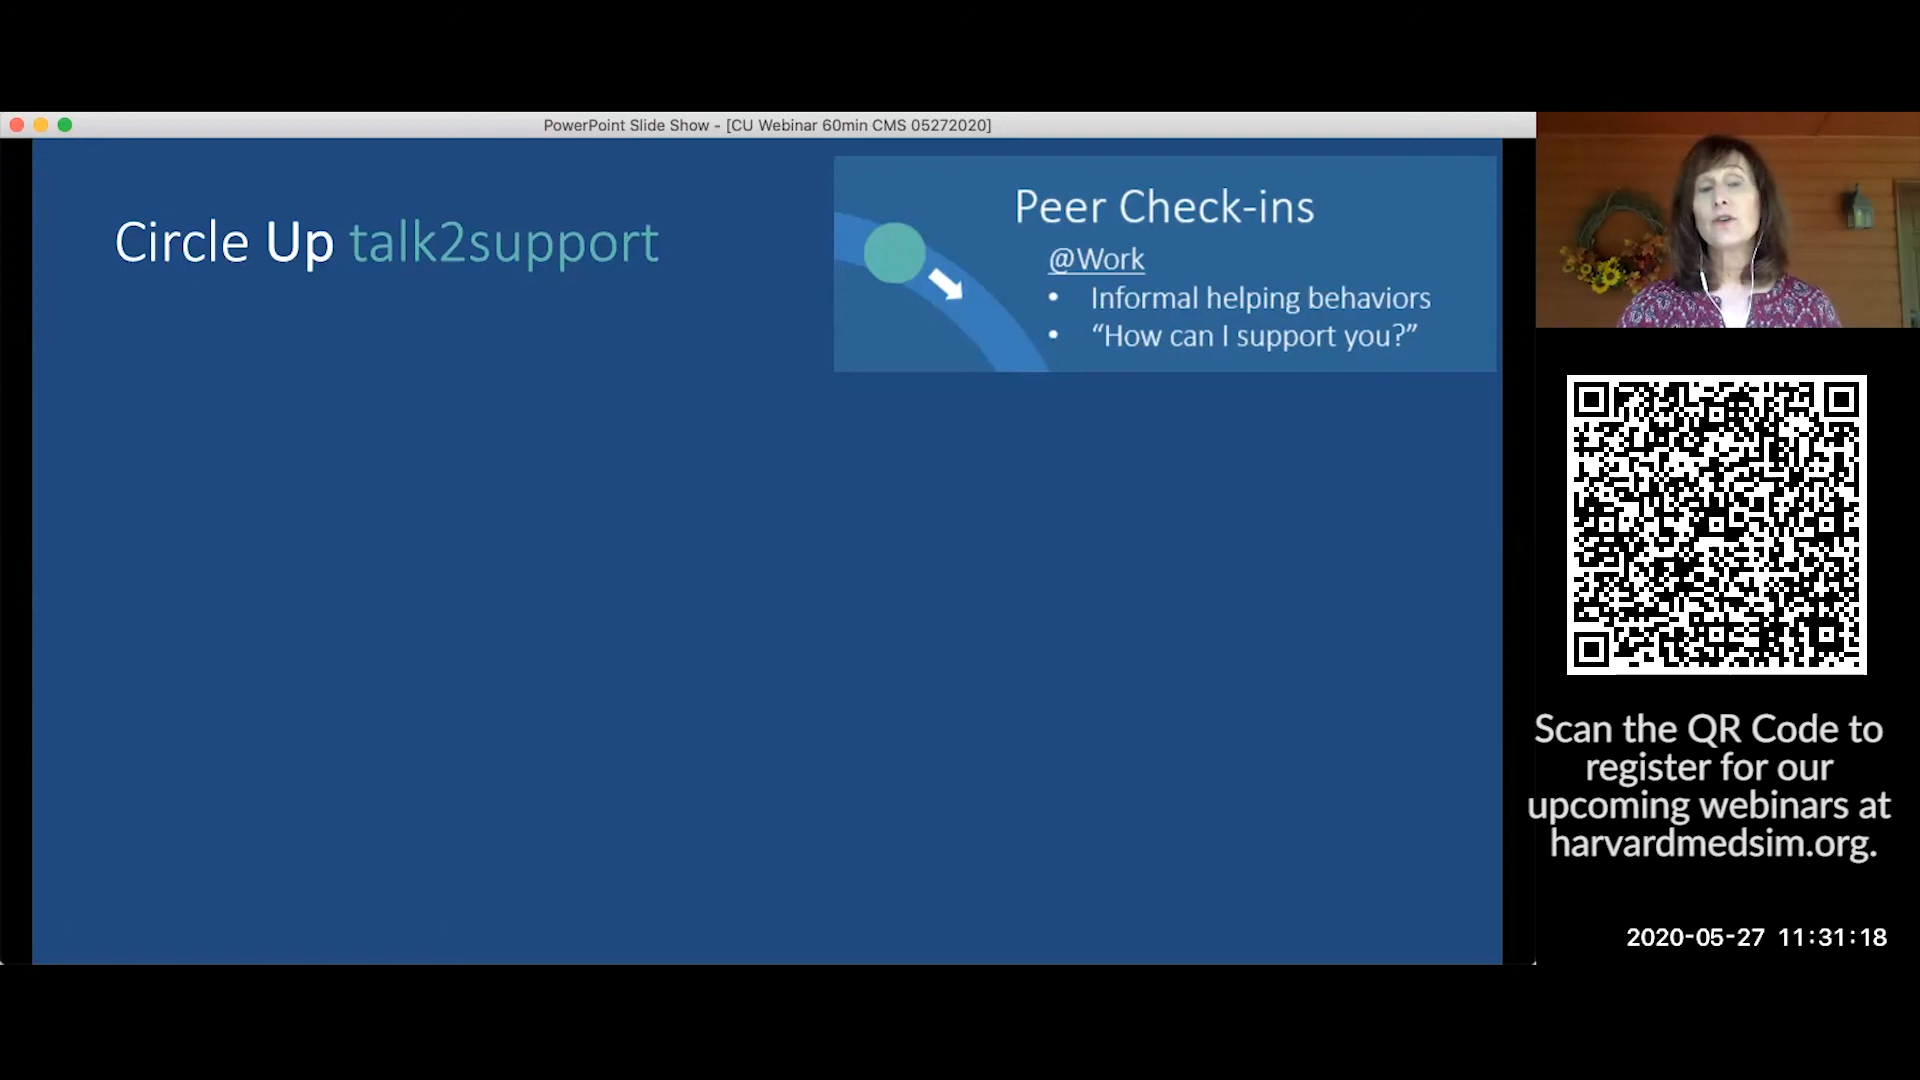 PowerPoint Slide Show - [CU Webinar 60min CMS 05272020]
Circle Up talk2support
Peer Check-ins
@Work
• Informal helping behaviors
• “How can I support you?”
Scan the QR Code to
register for our
upcoming webinars at
harvardmedsim.org.
2020-05-27 11:31:18